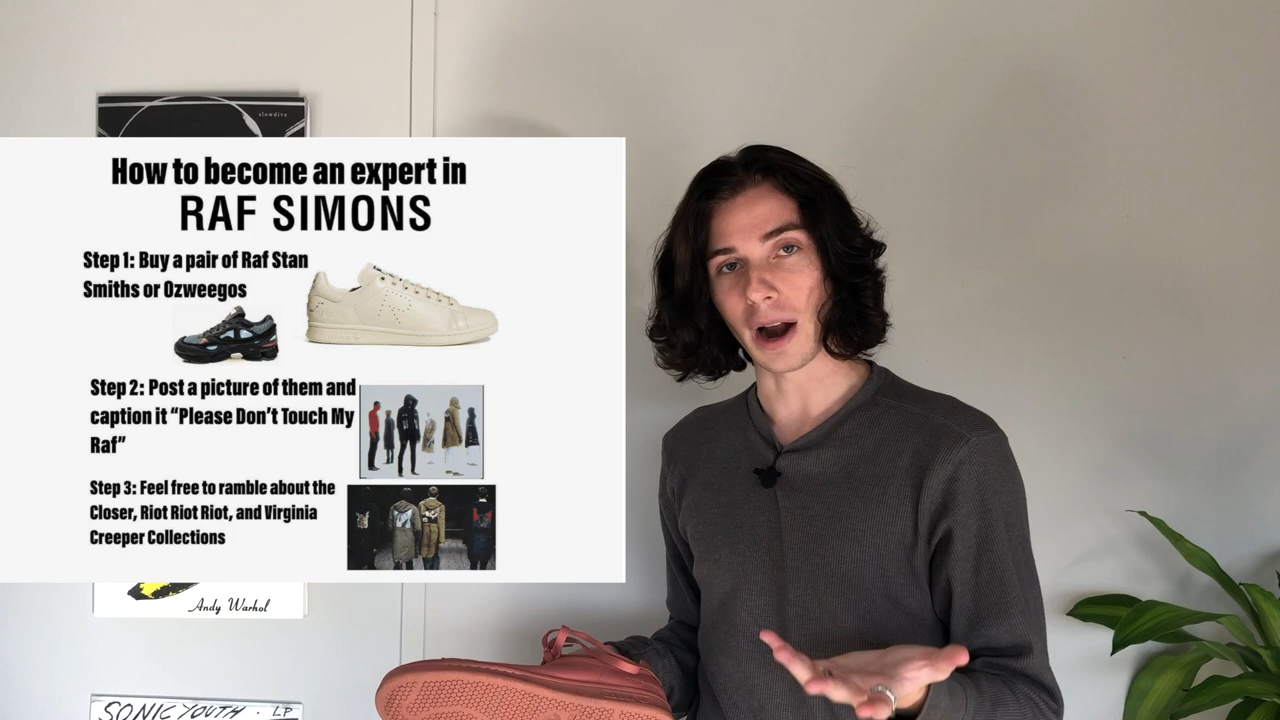 slowdive
How to become an expert in
RAF SIMONS
Step 1: Buy a pair of Raf Stan
Smiths or Ozweegos
Step 2: Post a picture of them and
caption it “Please Don’t Touch My
Raf”
Step 3: Feel free to ramble about the
Closer, Riot Riot Riot, and Virginia
Creeper Collections
Andy Warhol
SONIC YOUTH · LP